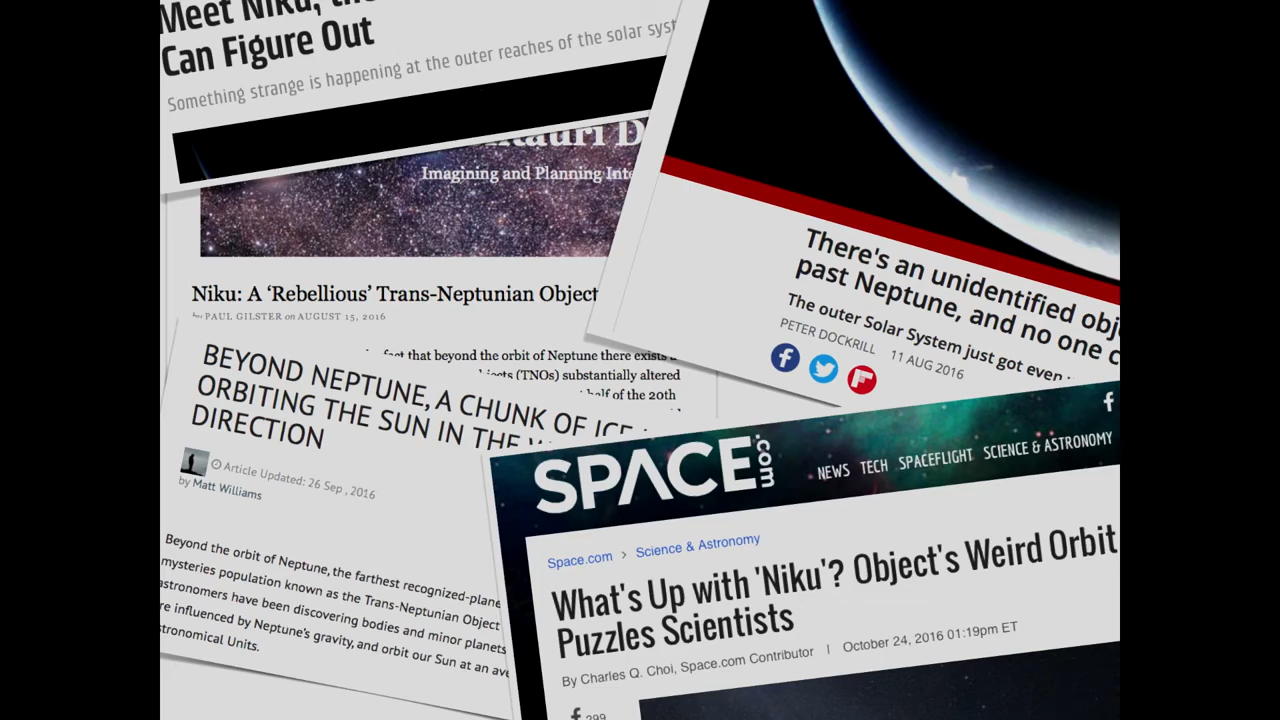 Meet Niku, the
Can Figure Out
Something strange is happening at the outer reaches of the solar syst
Imagining and Planning Inte
Niku: A ‘Rebellious’ Trans-Neptunian Object
by PAUL GILSTER on AUGUST 15, 2016
fact that beyond the orbit of Neptune there exists a
(TNOs) substantially altered
half of the 20th
There's an unidentified obj
past Neptune, and no one c
The outer Solar System just got even
PETER DOCKRILL 11 AUG 2016
BEYOND NEPTUNE, A CHUNK OF ICE
ORBITING THE SUN IN THE W
DIRECTION
Article Updated: 26 Sep , 2016
by Matt Williams
Beyond the orbit of Neptune, the farthest recognized-plane
mysteries population known as the Trans-Neptunian Object
astronomers have been discovering bodies and minor planets
re influenced by Neptune's gravity, and orbit our Sun at an ave
stronomical Units.
SPACE.com
NEWS TECH SPACEFLIGHT SCIENCE & ASTRONOMY
Space.com > Science & Astronomy
What's Up with 'Niku'? Object's Weird Orbit
Puzzles Scientists
By Charles Q. Choi, Space.com Contributor | October 24, 2016 01:19pm ET
299